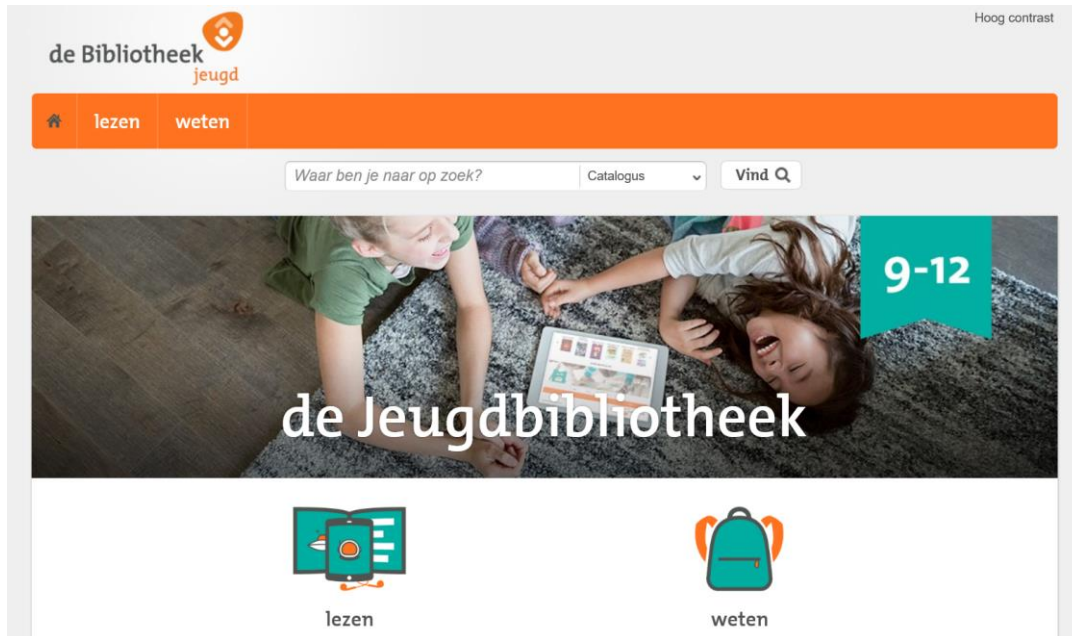 Hoog contrast
de Bibliotheek
jeugd
lezen weten
Waar ben je naar op zoek? Catalogus Vind
9-12
de Jeugdbibliotheek
lezen weten